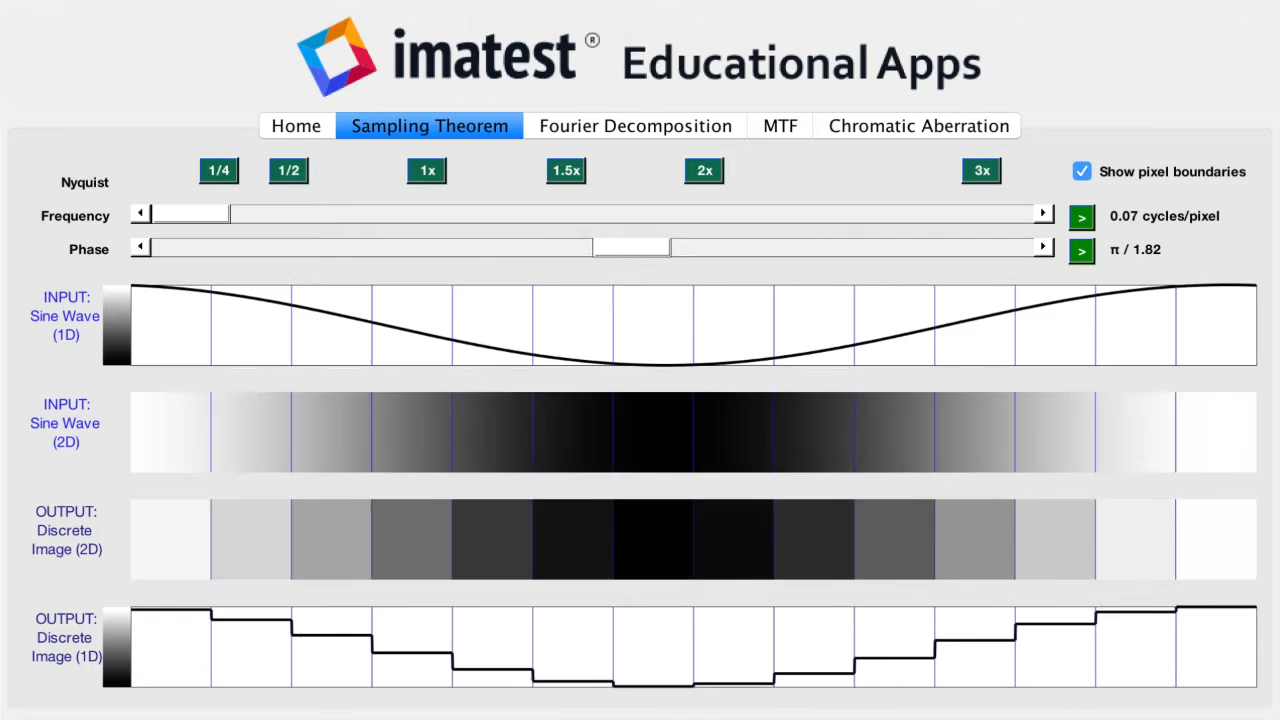 imatest® Educational Apps
Home Sampling Theorem Fourier Decomposition MTF Chromatic Aberration
Nyquist 1/4 1/2 1x 1.5x 2x 3x Show pixel boundaries
Frequency > 0.07 cycles/pixel
Phase > π / 1.82
INPUT:
Sine Wave
(1D)
INPUT:
Sine Wave
(2D)
OUTPUT:
Discrete
Image (2D)
OUTPUT:
Discrete
Image (1D)